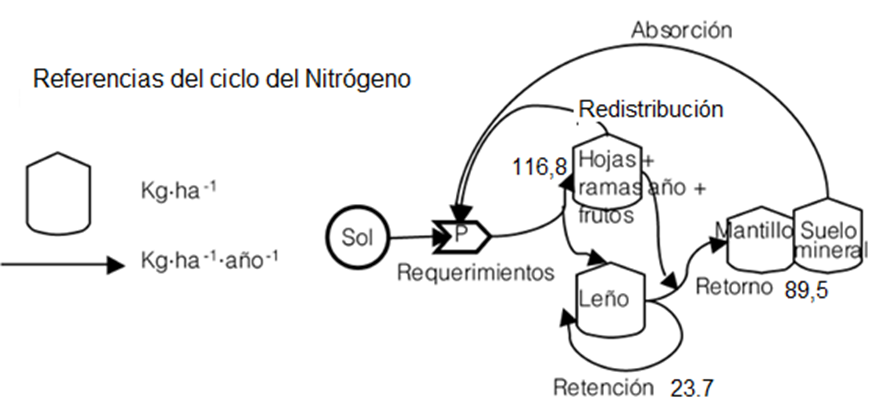 Absorción
Referencias del ciclo del Nitrógeno
Redistribución
116,8
Hojas +
ramas año +
frutos
Kg·ha⁻¹
Sol
P
Mantillo
Suelo
mineral
Kg·ha⁻¹·año⁻¹
Requerimientos
Leño
Retorno 89,5
Retención 23.7